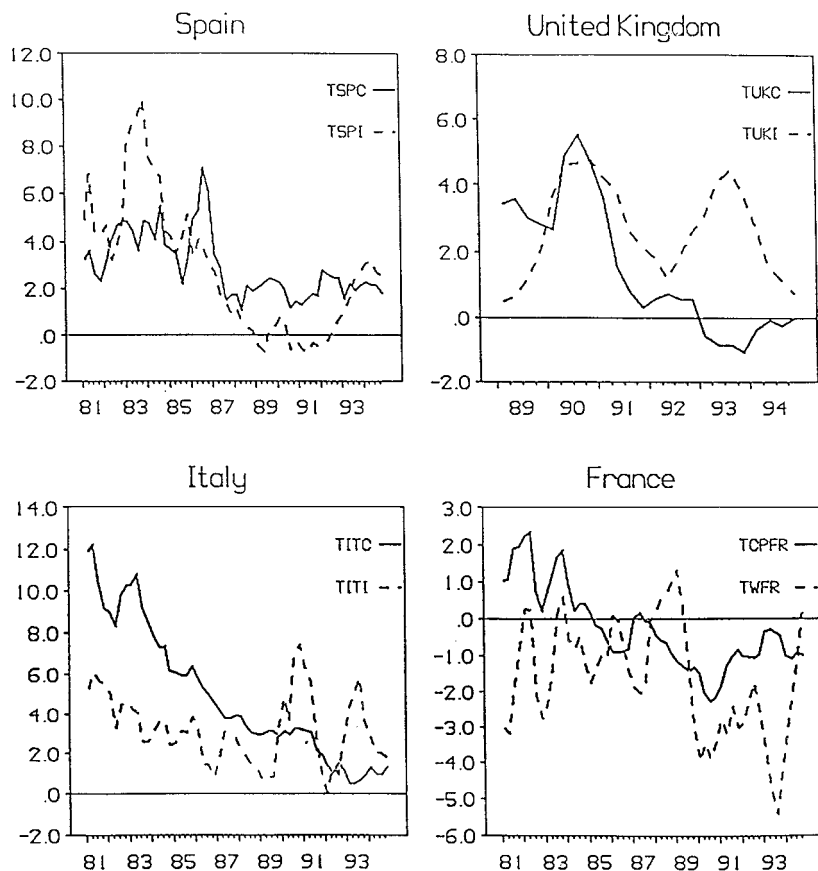 Spain
12.0
10.0
8.0
6.0
4.0
2.0
.0
-2.0
TSPC
TSPI
81 83 85 87 89 91 93
United Kingdom
8.0
6.0
4.0
2.0
.0
-2.0
TUKC
TUKI
89 90 91 92 93 94
Italy
14.0
12.0
10.0
8.0
6.0
4.0
2.0
.0
-2.0
TITC
TITI
81 83 85 87 89 91 93
France
3.0
2.0
1.0
.0
-1.0
-2.0
-3.0
-4.0
-5.0
-6.0
TCPFR
TWFR
81 83 85 87 89 91 93